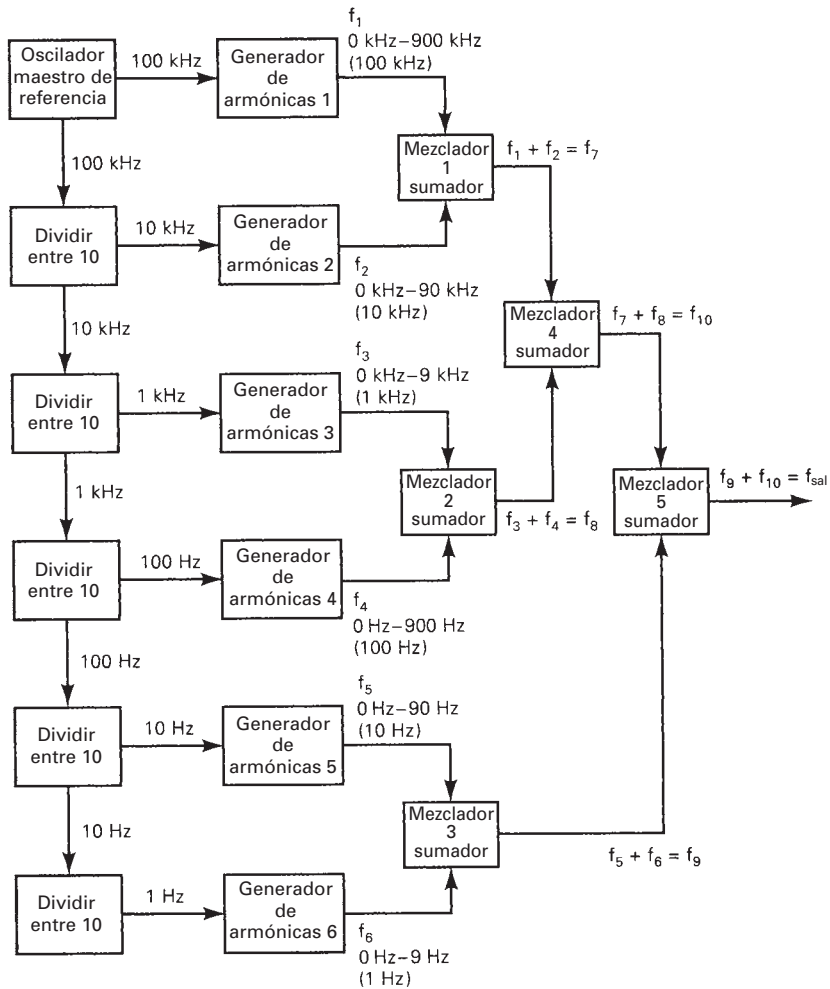 Oscilador
maestro de
referencia
100 kHz
Generador
de
armónicas 1
f1
0 kHz–900 kHz
(100 kHz)
Mezclador
1
sumador
f1 + f2 = f7
100 kHz
Dividir
entre 10
10 kHz
Generador
de
armónicas 2
f2
0 kHz–90 kHz
(10 kHz)
Mezclador
4
sumador
f7 + f8 = f10
10 kHz
Dividir
entre 10
1 kHz
Generador
de
armónicas 3
f3
0 kHz–9 kHz
(1 kHz)
Mezclador
2
sumador
f3 + f4 = f8
Mezclador
5
sumador
f9 + f10 = fsal
1 kHz
Dividir
entre 10
100 Hz
Generador
de
armónicas 4
f4
0 Hz–900 Hz
(100 Hz)
100 Hz
Dividir
entre 10
10 Hz
Generador
de
armónicas 5
f5
0 Hz–90 Hz
(10 Hz)
Mezclador
3
sumador
f5 + f6 = f9
10 Hz
Dividir
entre 10
1 Hz
Generador
de
armónicas 6
f6
0 Hz–9 Hz
(1 Hz)